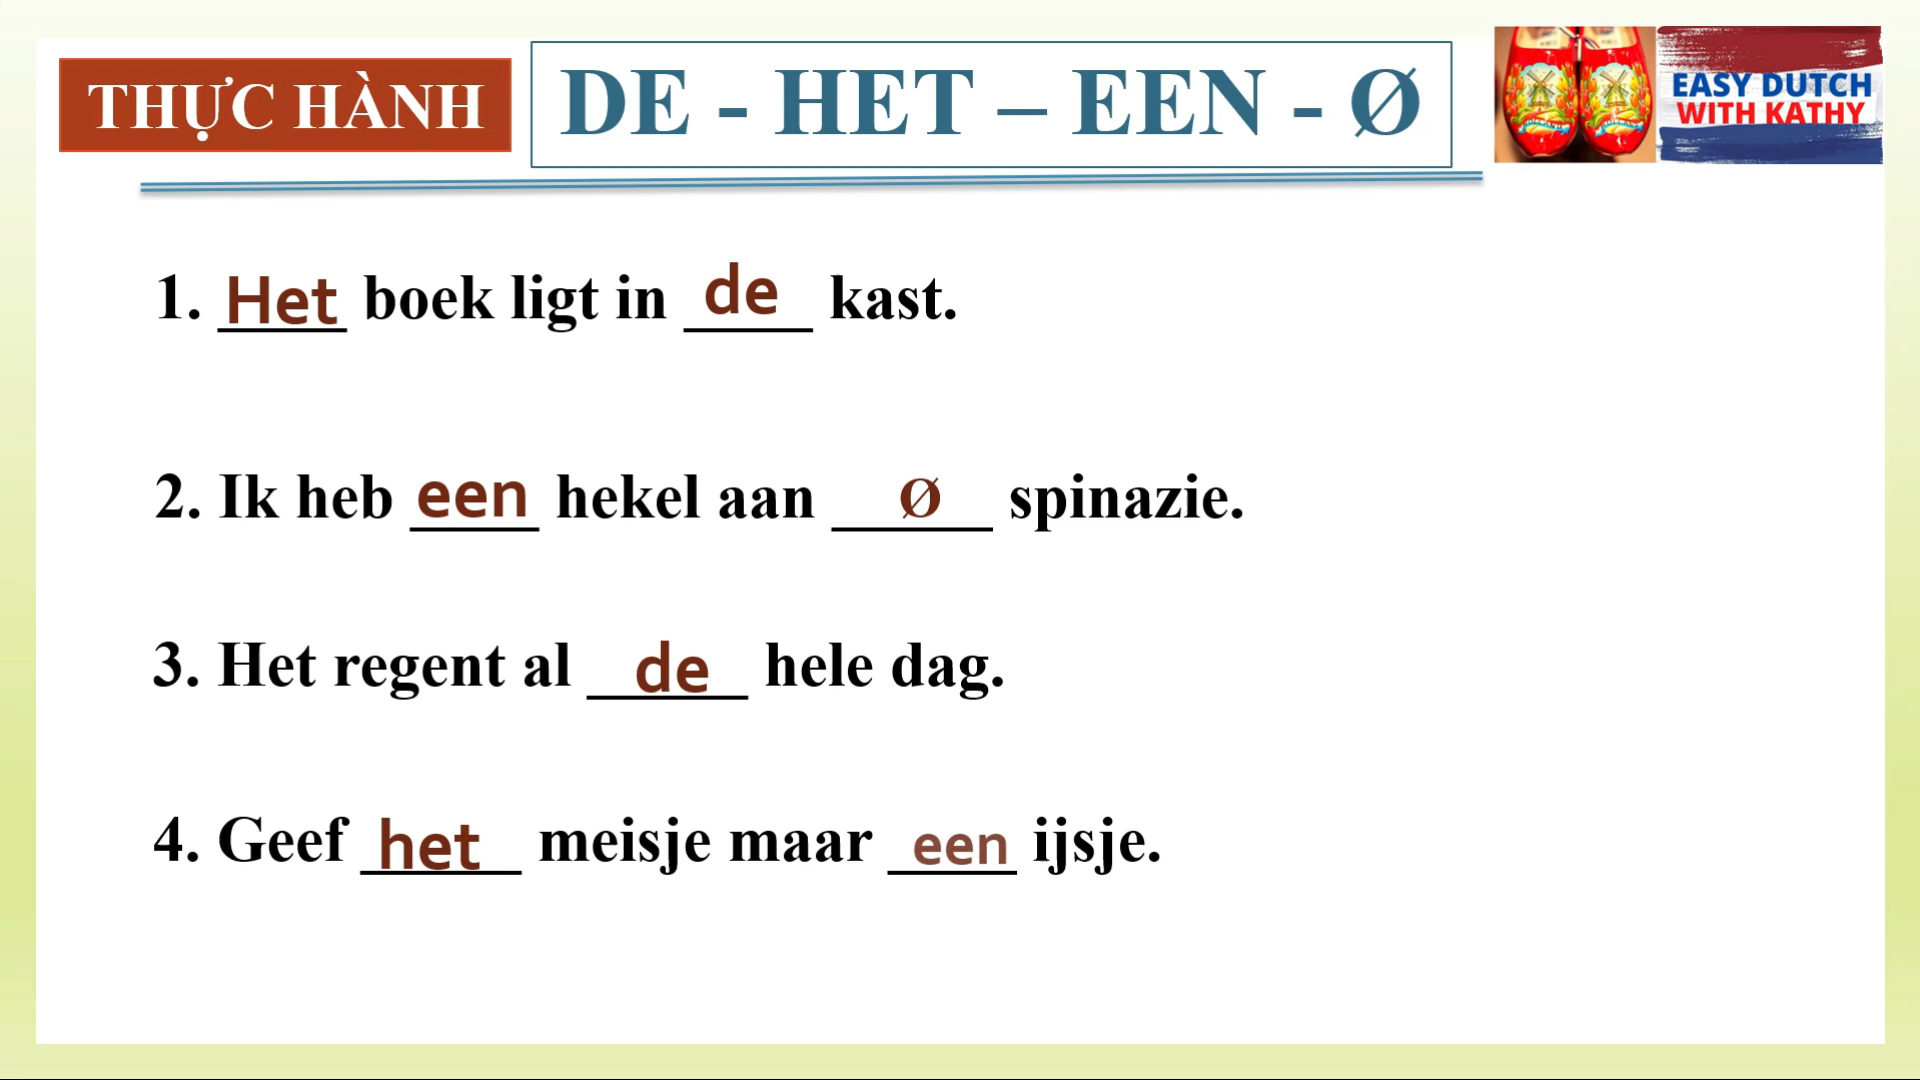 THỰC HÀNH
DE - HET – EEN - Ø
EASY DUTCH
WITH KATHY
1. Het boek ligt in de kast.
2. Ik heb een hekel aan Ø spinazie.
3. Het regent al de hele dag.
4. Geef het meisje maar een ijsje.